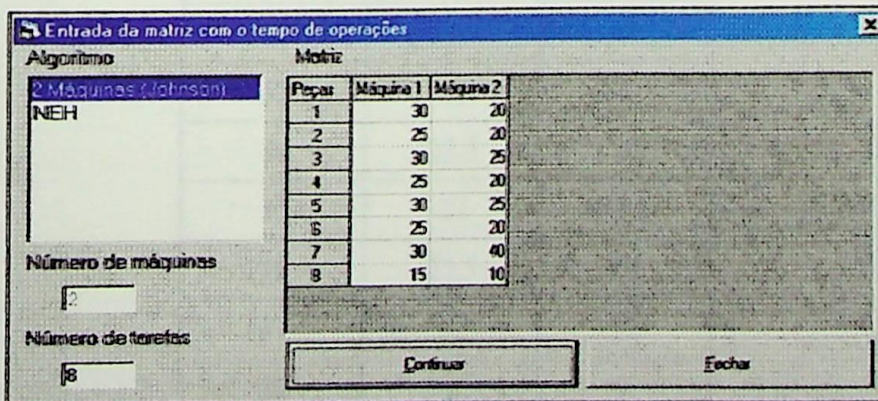 Entrada da matriz com o tempo de operações
Algoritmo
2 Máquinas (Johnson)
NEH
Número de máquinas
2
Número de tarefas
8
Matriz
Peças Máquina 1 Máquina 2
1 30 20
2 25 20
3 30 25
4 25 20
5 30 25
6 25 20
7 30 40
8 15 10
Continuar Fechar